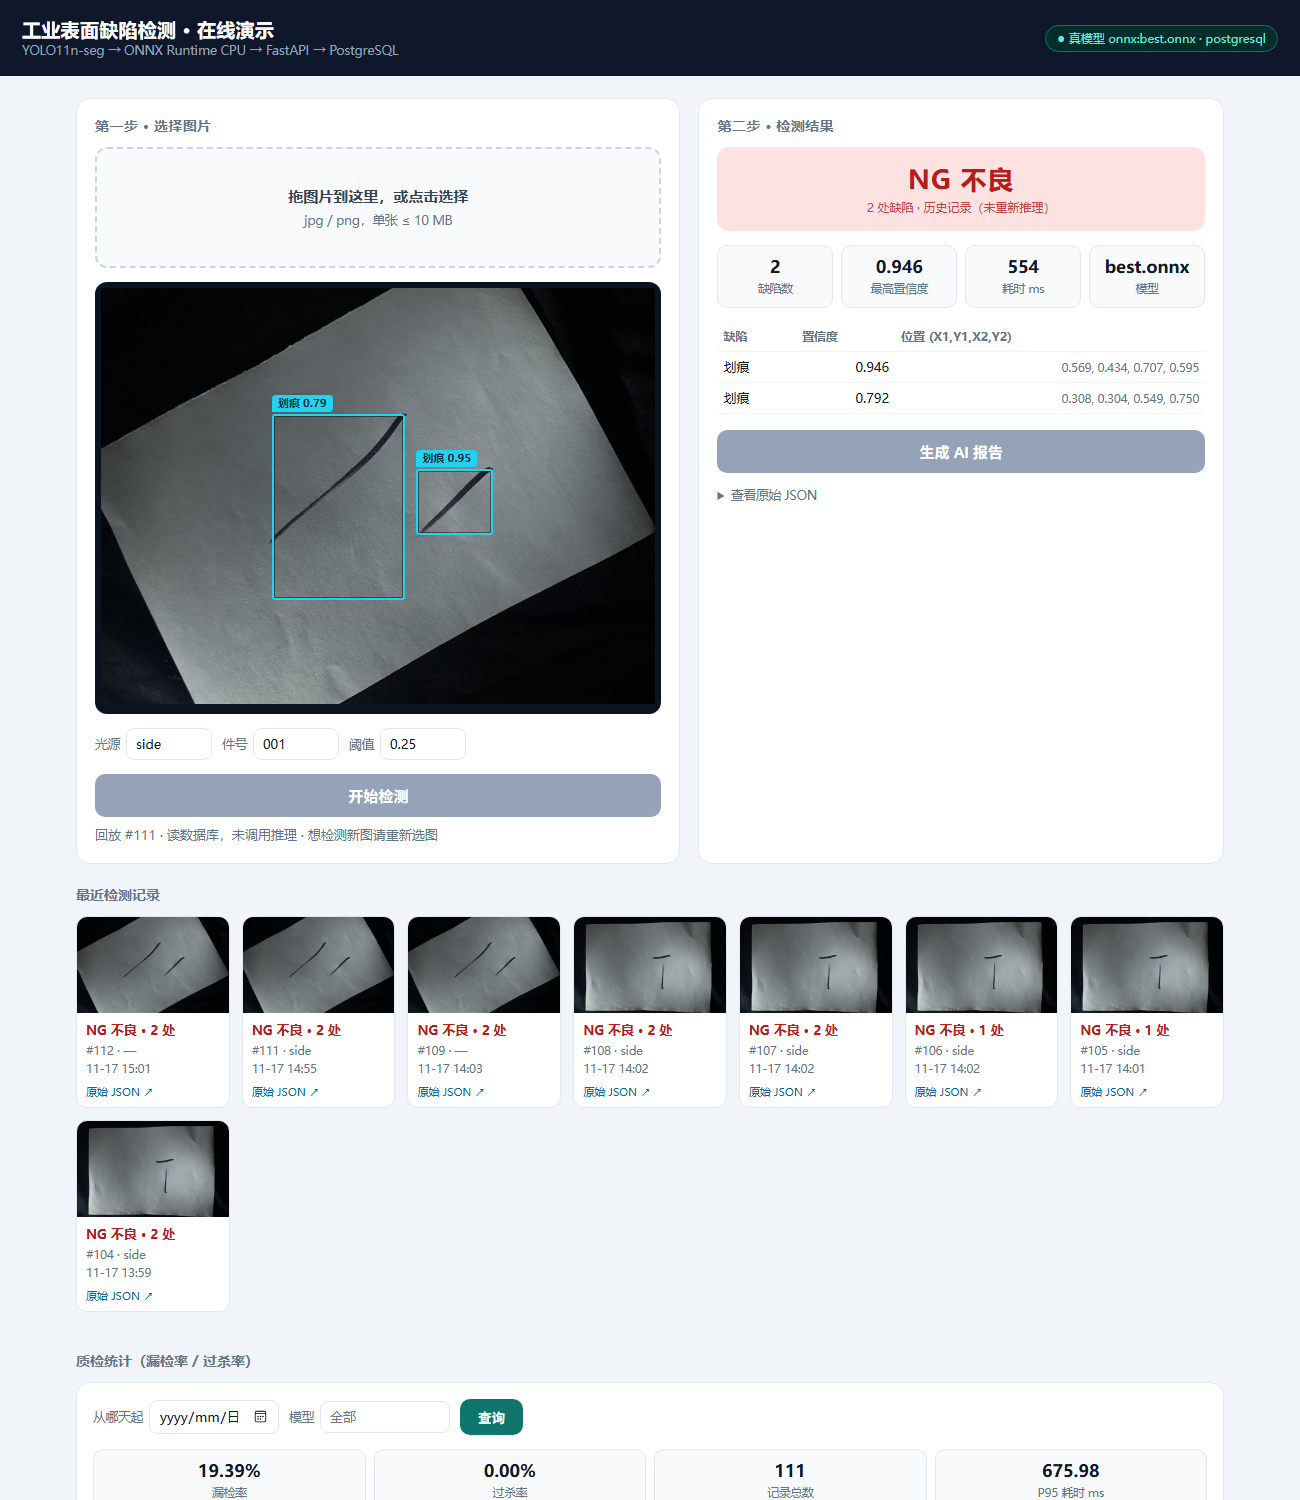 工业表面缺陷检测 • 在线演示
YOLO11n-seg → ONNX Runtime CPU → FastAPI → PostgreSQL
● 真模型 onnx:best.onnx · postgresql
第一步 • 选择图片
拖图片到这里，或点击选择
jpg / png，单张 ≤ 10 MB
划痕 0.79
划痕 0.95
光源 side 件号 001 阈值 0.25
开始检测
回放 #111 · 读数据库，未调用推理 · 想检测新图请重新选图
第二步 • 检测结果
NG 不良
2 处缺陷 · 历史记录（未重新推理）
2 0.946 554 best.onnx
缺陷数 最高置信度 耗时 ms 模型
缺陷 置信度 位置 (X1,Y1,X2,Y2)
划痕 0.946 0.569, 0.434, 0.707, 0.595
划痕 0.792 0.308, 0.304, 0.549, 0.750
生成 AI 报告
▶ 查看原始 JSON
最近检测记录
NG 不良 • 2 处
#112 · —
11-17 15:01
原始 JSON ↗
NG 不良 • 2 处
#111 · side
11-17 14:55
原始 JSON ↗
NG 不良 • 2 处
#109 · —
11-17 14:03
原始 JSON ↗
NG 不良 • 2 处
#108 · side
11-17 14:02
原始 JSON ↗
NG 不良 • 2 处
#107 · side
11-17 14:02
原始 JSON ↗
NG 不良 • 1 处
#106 · side
11-17 14:02
原始 JSON ↗
NG 不良 • 1 处
#105 · side
11-17 14:01
原始 JSON ↗
NG 不良 • 2 处
#104 · side
11-17 13:59
原始 JSON ↗
质检统计（漏检率 / 过杀率）
从哪天起 yyyy/mm/日 模型 全部 查询
19.39% 0.00% 111 675.98
漏检率 过杀率 记录总数 P95 耗时 ms